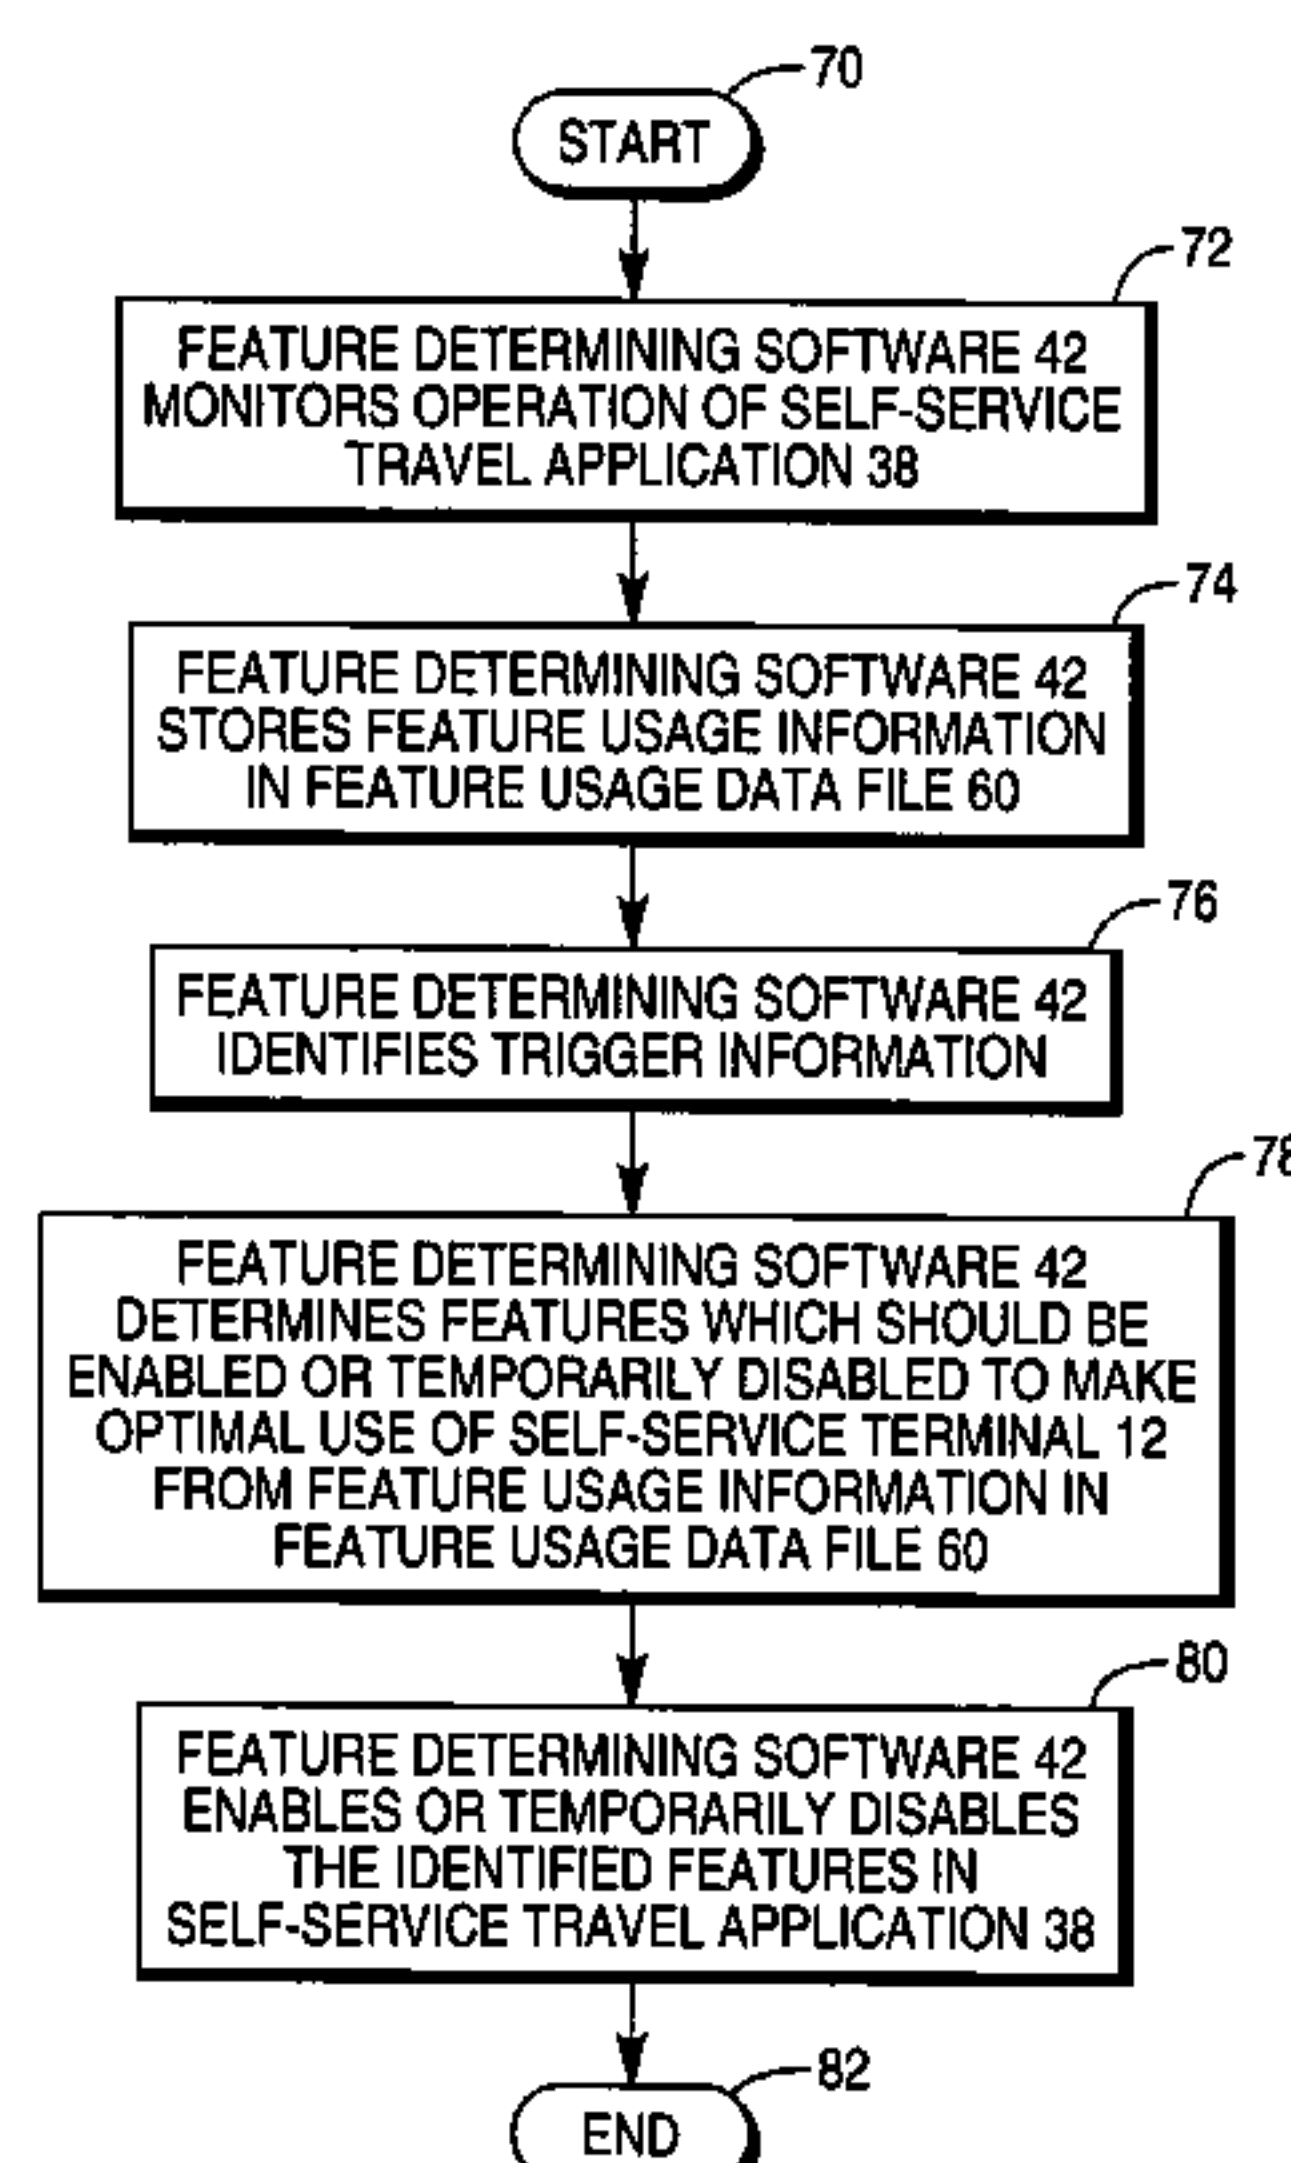 70
START
72
FEATURE DETERMINING SOFTWARE 42
MONITORS OPERATION OF SELF-SERVICE
TRAVEL APPLICATION 38
74
FEATURE DETERMINING SOFTWARE 42
STORES FEATURE USAGE INFORMATION
IN FEATURE USAGE DATA FILE 60
76
FEATURE DETERMINING SOFTWARE 42
IDENTIFIES TRIGGER INFORMATION
78
FEATURE DETERMINING SOFTWARE 42
DETERMINES FEATURES WHICH SHOULD BE
ENABLED OR TEMPORARILY DISABLED TO MAKE
OPTIMAL USE OF SELF-SERVICE TERMINAL 12
FROM FEATURE USAGE INFORMATION IN
FEATURE USAGE DATA FILE 60
80
FEATURE DETERMINING SOFTWARE 42
ENABLES OR TEMPORARILY DISABLES
THE IDENTIFIED FEATURES IN
SELF-SERVICE TRAVEL APPLICATION 38
82
END